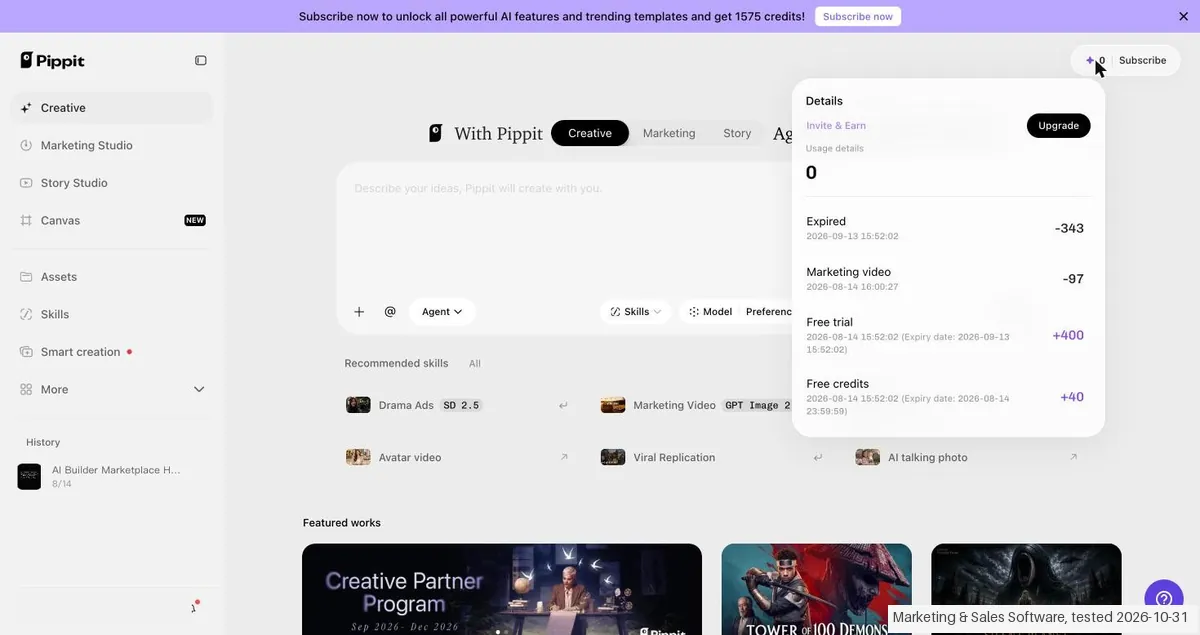 Subscribe now to unlock all powerful AI features and trending templates and get 1575 credits!
Subscribe now
Pippit
0
Subscribe
Creative
Marketing Studio
Story Studio
Canvas
NEW
Assets
Skills
Smart creation
More
History
AI Builder Marketplace H...
8/14
With Pippit
Creative
Marketing
Story
Ag
Describe your ideas, Pippit will create with you.
Agent
Skills
Model
Preferenc
Details
Invite & Earn
Upgrade
Usage details
0
Expired
2026-09-13 15:52:02
-343
Marketing video
2026-08-14 16:00:27
-97
Free trial
2026-08-14 15:52:02 (Expiry date: 2026-09-13
15:52:02)
+400
Free credits
2026-08-14 15:52:02 (Expiry date: 2026-08-14
23:59:59)
+40
Recommended skills
All
Drama Ads SD 2.5
Marketing Video GPT Image 2
Avatar video
Viral Replication
AI talking photo
Featured works
Creative Partner
Program
Sep 2026- Dec 2026
Pippit
TOWER OF 100 DEMONS
Marketing & Sales Software, tested 2026-10-31